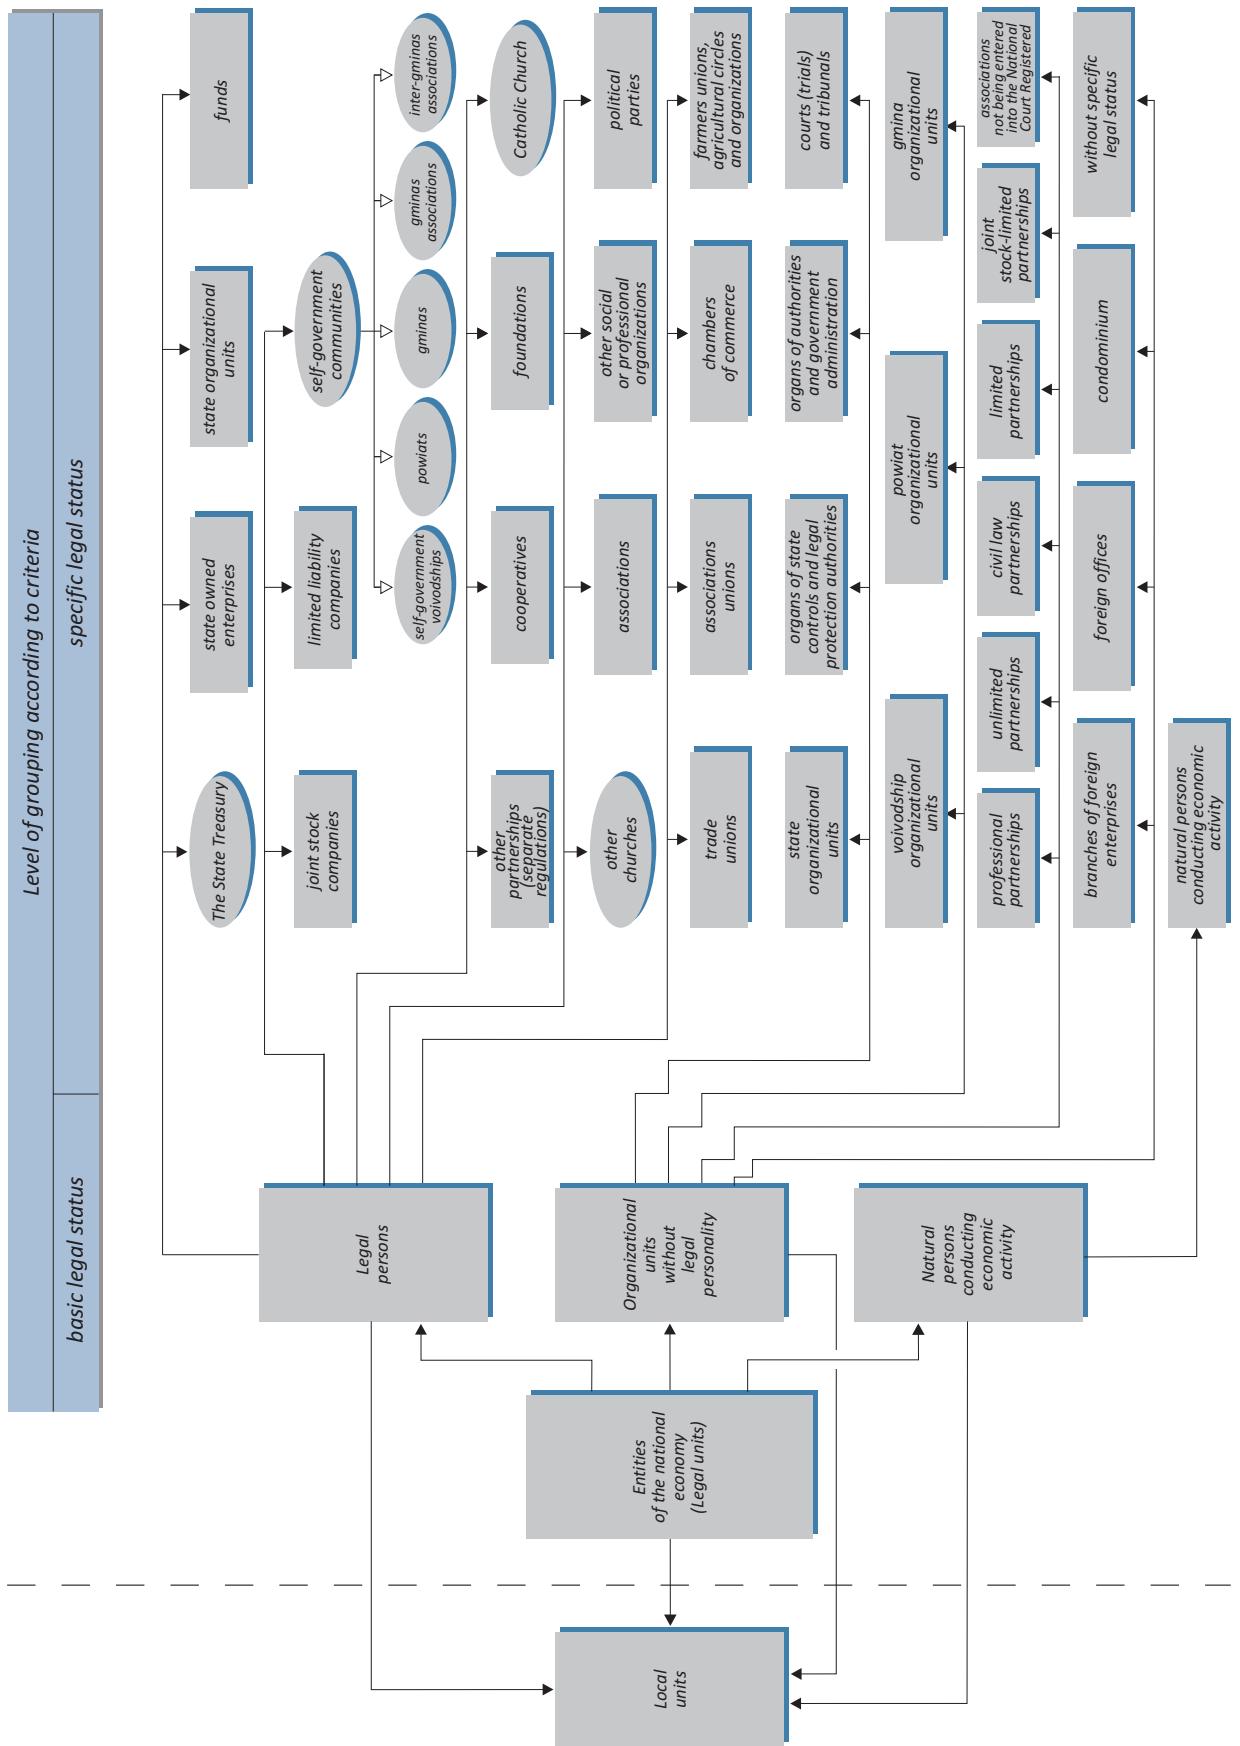 Level of grouping according to criteria
basic legal status
specific legal status
The State Treasury
state owned
enterprises
state organizational
units
funds
joint stock
companies
limited liability
companies
self-government
communities
self-government
voivodships
powiats
gminas
gminas
associations
inter-gminas
associations
Legal
persons
other
partnerships
(separate
regulations)
cooperatives
foundations
Catholic Church
other
churches
associations
other social
or professional
organizations
political
parties
trade
unions
associations
unions
chambers
of commerce
farmers unions,
agricultural circles
and organizations
Local
units
Entities
of the national
economy
(Legal units)
Organizational
units
without
legal
personality
state
organizational
units
organs of state
controls and legal
protection authorities
organs of authorities
and government
administration
courts (trials)
and tribunals
voivodship
organizational
units
powiat
organizational
units
gmina
organizational
units
professional
partnerships
unlimited
partnerships
civil law
partnerships
limited
partnerships
joint
stock-limited
partnerships
associations
not being entered
into the National
Court Registered
Natural
persons
conducting
economic
activity
branches of foreign
enterprises
foreign offices
condominium
without specific
legal status
natural persons
conducting economic
activity